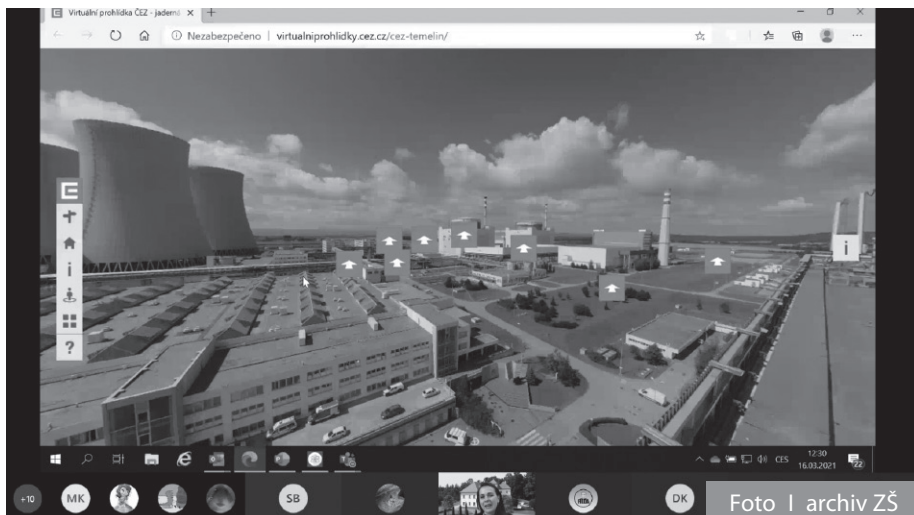 Virtuální prohlídka ČEZ - jaderná
Nezabezpečeno | virtualniprohlidky.cez.cz/cez-temelin/
i
i
?
CES
12:30
16.03.2021
22
+10
MK
SB
DK
Foto I archiv ZŠ